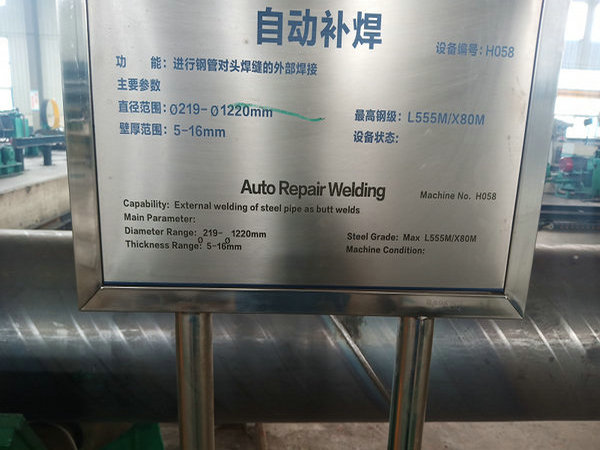 自动补焊
设备编号: H058
功 能: 进行钢管对头焊缝的外部焊接
主要参数
直径范围: Ø219- Ø1220mm
最高钢级: L555M/X80M
壁厚范围: 5-16mm
设备状态:
Auto Repair Welding
Machine No. H058
Capability: External welding of steel pipe as butt welds
Main Parameter:
Diameter Range: 219- 1220mm
Steel Grade: Max L555M/X80M
Ø Ø
Thickness Range: 5-16mm
Machine Condition: